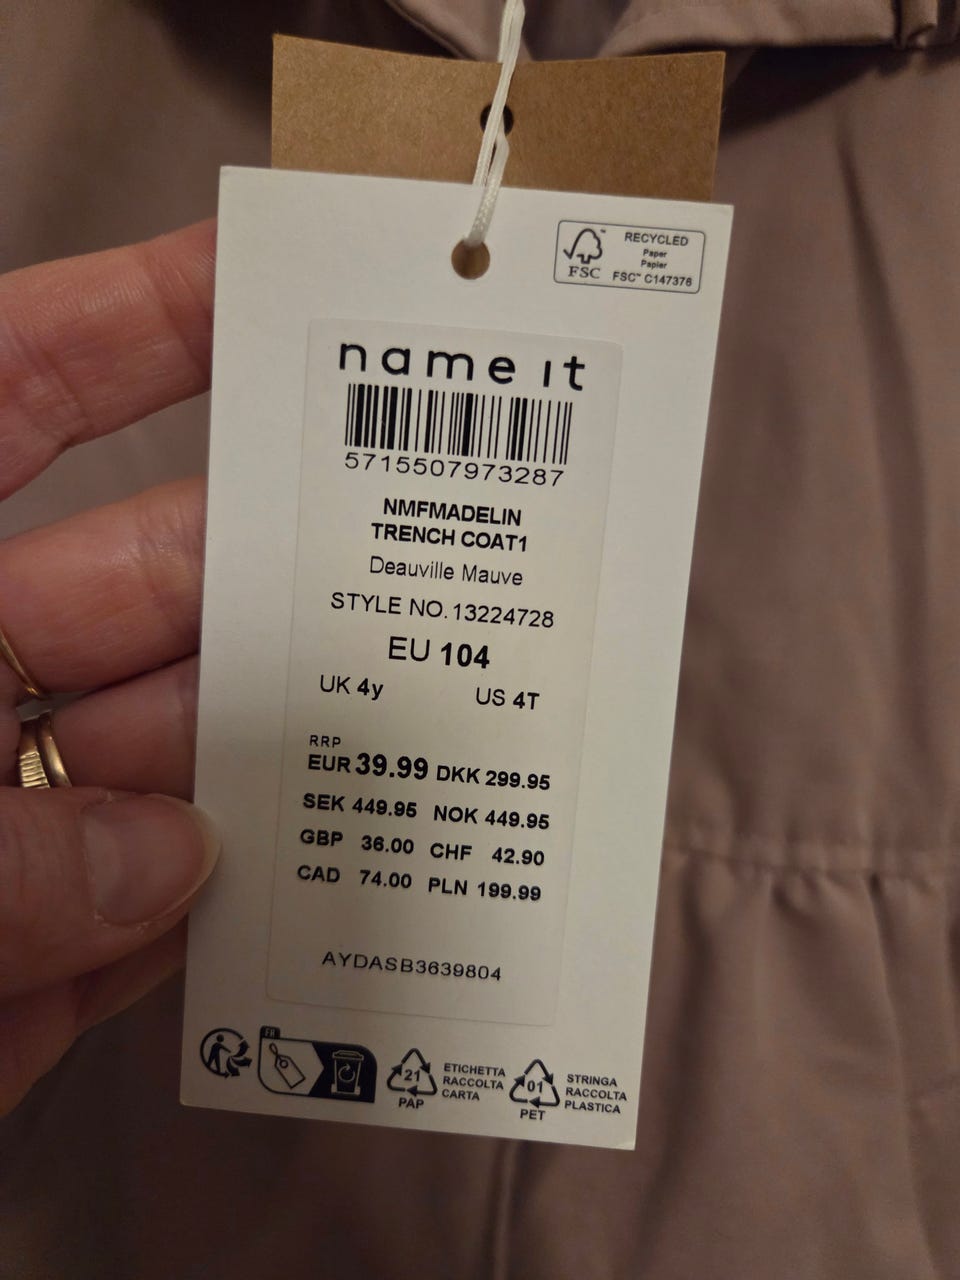 RECYCLED
Paper
Papier
FSC™ C147376
FSC™
name it
5715507973287
NMFMADELIN
TRENCH COAT1
Deauville Mauve
STYLE NO. 13224728
EU 104
UK 4y US 4T
RRP
EUR 39.99 DKK 299.95
SEK 449.95 NOK 449.95
GBP 36.00 CHF 42.90
CAD 74.00 PLN 199.99
AYDASB3639804
FR
21
PAP
ETICHETTA
RACCOLTA
CARTA
01
PET
STRINGA
RACCOLTA
PLASTICA